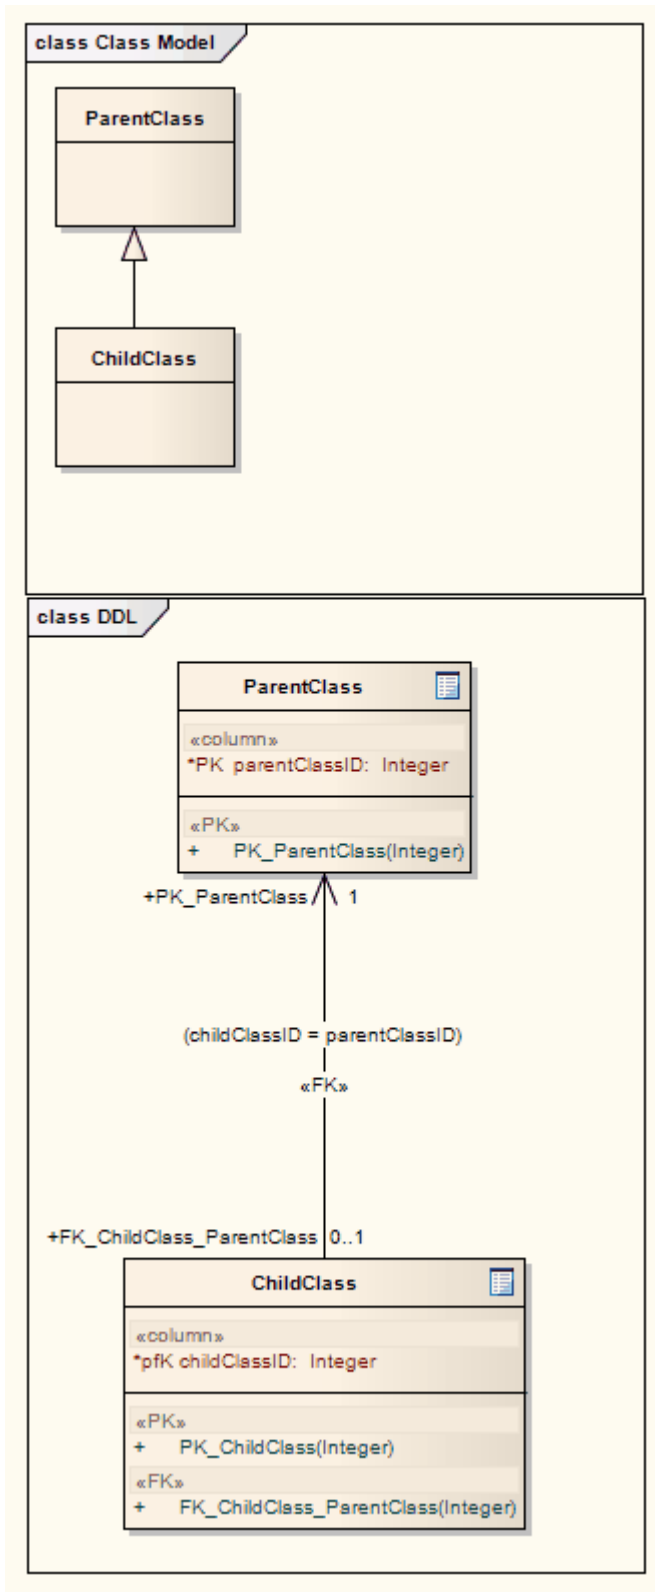 class Class Model
ParentClass
ChildClass
class DDL
ParentClass
«column»
*PK parentClassID: Integer
«PK»
+ PK_ParentClass(Integer)
+PK_ParentClass 1
(childClassID = parentClassID)
«FK»
+FK_ChildClass_ParentClass 0..1
ChildClass
«column»
*pfK childClassID: Integer
«PK»
+ PK_ChildClass(Integer)
«FK»
+ FK_ChildClass_ParentClass(Integer)